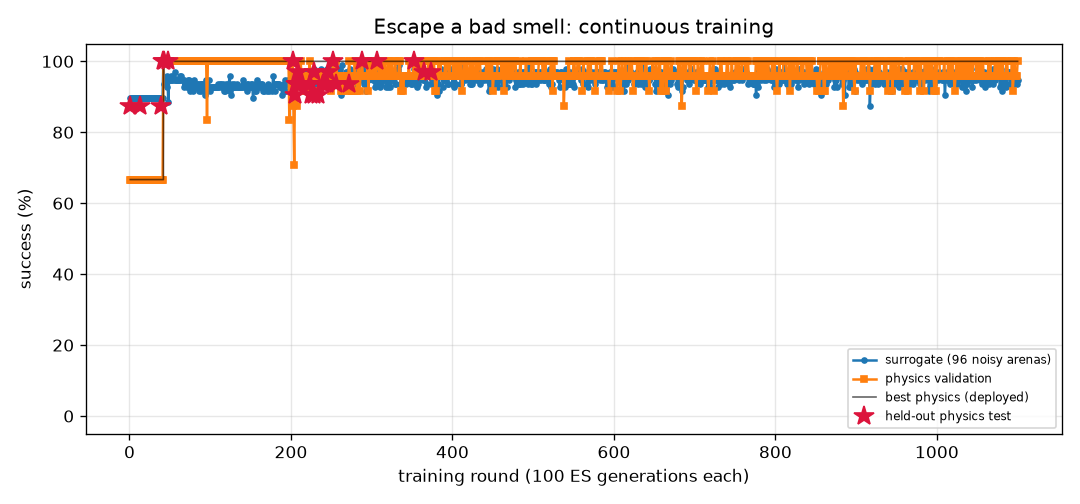 Escape a bad smell: continuous training
success (%)
100
80
60
40
20
0
0 200 400 600 800 1000
training round (100 ES generations each)
surrogate (96 noisy arenas)
physics validation
best physics (deployed)
held-out physics test